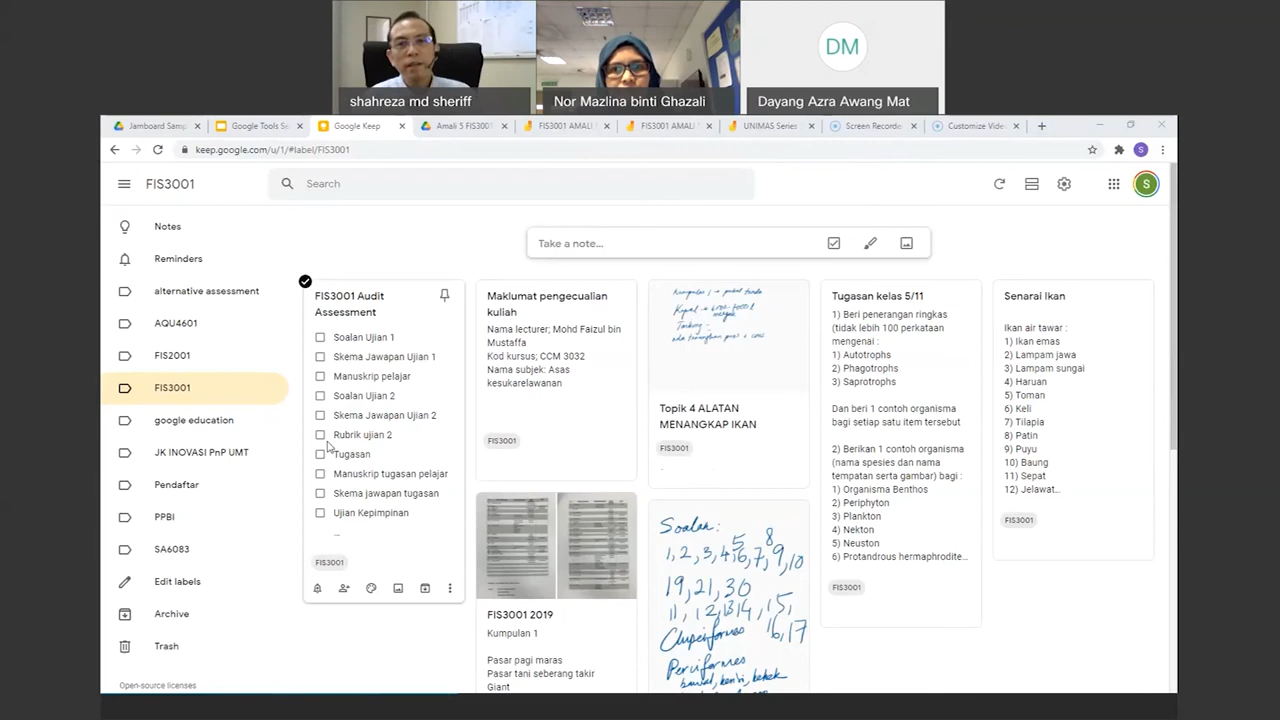 DM
shahreza md sheriff
Nor Mazlina binti Ghazali
Dayang Azra Awang Mat
Jamboard Samp
Google Tools Se
Google Keep
Amali 5 FIS3001
FIS3001 AMALI
FIS3001 AMALI
UNIMAS Series
Screen Recorde
Customize Vide
keep.google.com/u/1/#label/FIS3001
S
FIS3001
Search
S
Notes
Reminders
alternative assessment
AQU4601
FIS2001
FIS3001
google education
JK INOVASI PnP UMT
Pendaftar
PPBI
SA6083
Edit labels
Archive
Trash
Open-source licenses
Take a note...
FIS3001 Audit
Assessment
Soalan Ujian 1
Skema Jawapan Ujian 1
Manuskrip pelajar
Soalan Ujian 2
Skema Jawapan Ujian 2
Rubrik ujian 2
Tugasan
Manuskrip tugasan pelajar
Skema jawapan tugasan
Ujian Kepimpinan
...
FIS3001
Maklumat pengecualian
kuliah
Nama lecturer; Mohd Faizul bin
Mustaffa
Kod kursus; CCM 3032
Nama subjek: Asas
kesukarelawanan
FIS3001
FIS3001 2019
Kumpulan 1
Pasar pagi maras
Pasar tani seberang takir
Giant
Topik 4 ALATAN
MENANGKAP IKAN
FIS3001
Soalan:
1, 2, 3, 4, 5, 6, 7, 8, 9, 10
19, 21, 30
11, 12, 13, 14, 15,
16, 17
Clupeiformes
Perciformes
Tugasan kelas 5/11
1) Beri penerangan ringkas
(tidak lebih 100 perkataan
mengenai :
1) Autotrophs
2) Phagotrophs
3) Saprotrophs
Dan beri 1 contoh organisma
bagi setiap satu item tersebut
2) Berikan 1 contoh organisma
(nama spesies dan nama
tempatan serta gambar) bagi :
1) Organisma Benthos
2) Periphyton
3) Plankton
4) Nekton
5) Neuston
6) Protandrous hermaphrodite...
FIS3001
Senarai Ikan
Ikan air tawar :
1) Ikan emas
2) Lampam jawa
3) Lampam sungai
4) Haruan
5) Toman
6) Keli
7) Tilapia
8) Patin
9) Puyu
10) Baung
11) Sepat
12) Jelawat...
FIS3001